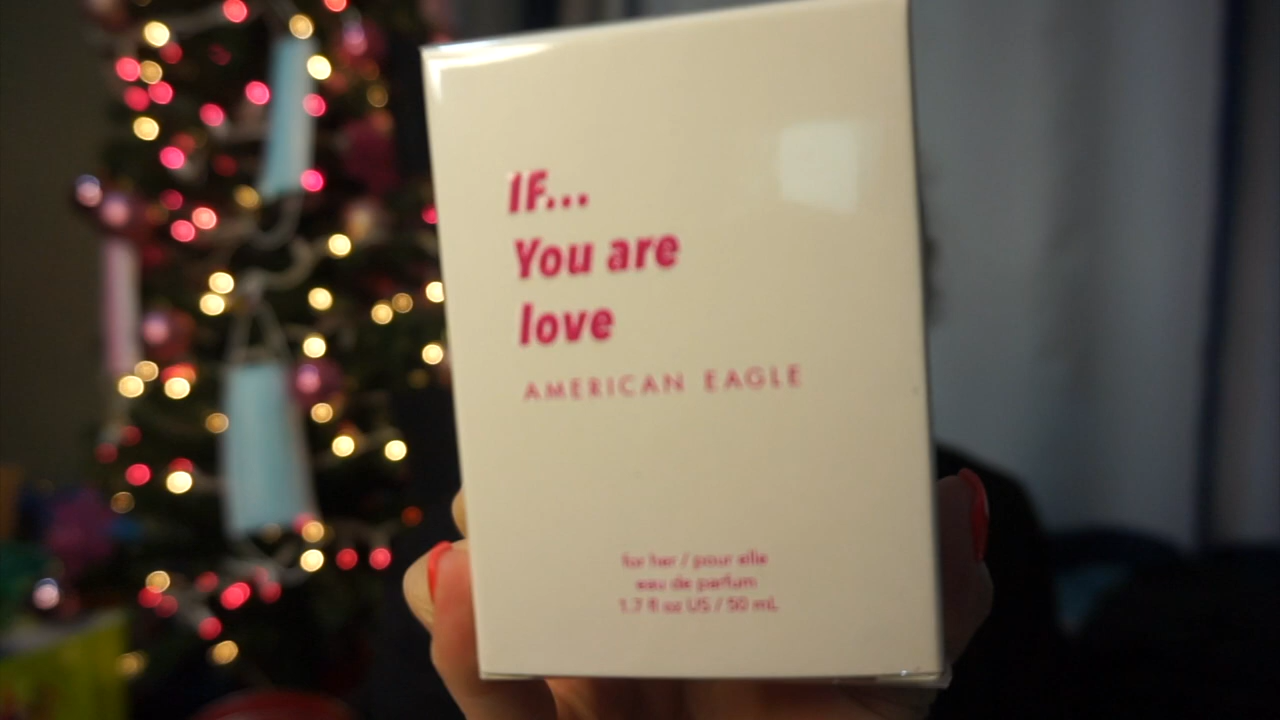 IF...
You are
love
AMERICAN EAGLE
for her / pour elle
eau de parfum
1.7 fl oz US / 50 mL